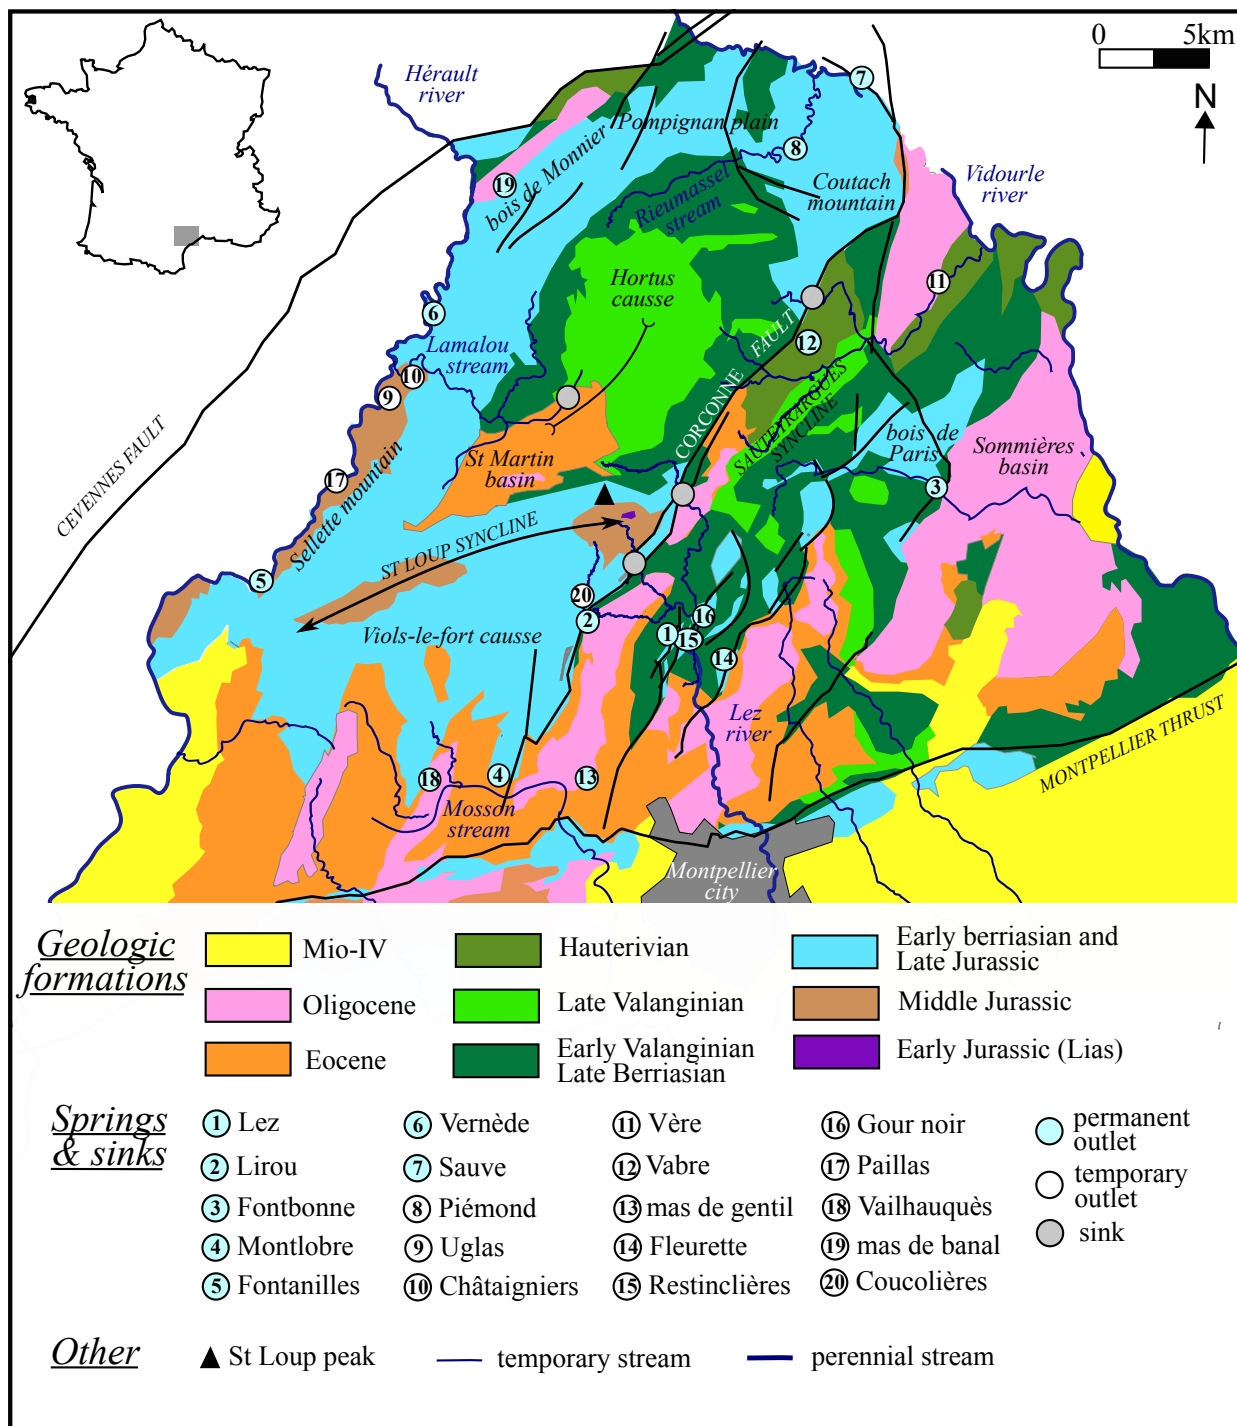 0 5km
N
Hérault
river
7
Pompignan plain
8
bois de Monnier
19
Rieumassel
stream
Coutach
mountain
Vidourle
river
Hortus
causse
11
6
12
CORCONNE FAULT
Lamalou
stream
10
9
SAUTEYRARGUES
SYNCLINE
bois de
Paris
Sommières
basin
St Martin
basin
CEVENNES FAULT
17
Sellette mountain
3
ST LOUP SYNCLINE
5
20
2
Viols-le-fort causse
1
16
15
14
Lez
river
MONTPELLIER THRUST
18
4
13
Mosson
stream
Montpellier
city
Geologic
formations
Mio-IV
Oligocene
Eocene
Hauterivian
Late Valanginian
Early Valanginian
Late Berriasian
Early berriasian and
Late Jurassic
Middle Jurassic
Early Jurassic (Lias)
Springs
& sinks
1 Lez
2 Lirou
3 Fontbonne
4 Montlobre
5 Fontanilles
6 Vernède
7 Sauve
8 Piémond
9 Uglas
10 Châtaigniers
11 Vère
12 Vabre
13 mas de gentil
14 Fleurette
15 Restinclières
16 Gour noir
17 Paillas
18 Vailhauquès
19 mas de banal
20 Coucolières
permanent
outlet
temporary
outlet
sink
Other
St Loup peak
temporary stream
perennial stream